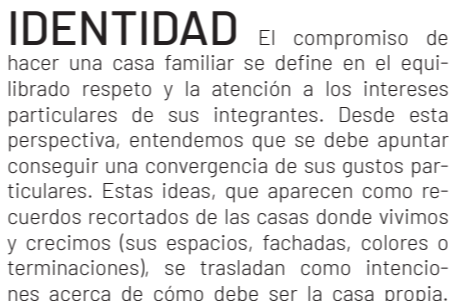 IDENTIDAD El compromiso de
hacer una casa familiar se define en el equi-
librado respeto y la atención a los intereses
particulares de sus integrantes. Desde esta
perspectiva, entendemos que se debe apuntar
conseguir una convergencia de sus gustos par-
ticulares. Estas ideas, que aparecen como re-
cuerdos recortados de las casas donde vivimos
y crecimos (sus espacios, fachadas, colores o
terminaciones), se trasladan como intencio-
nes acerca de cómo debe ser la casa propia.